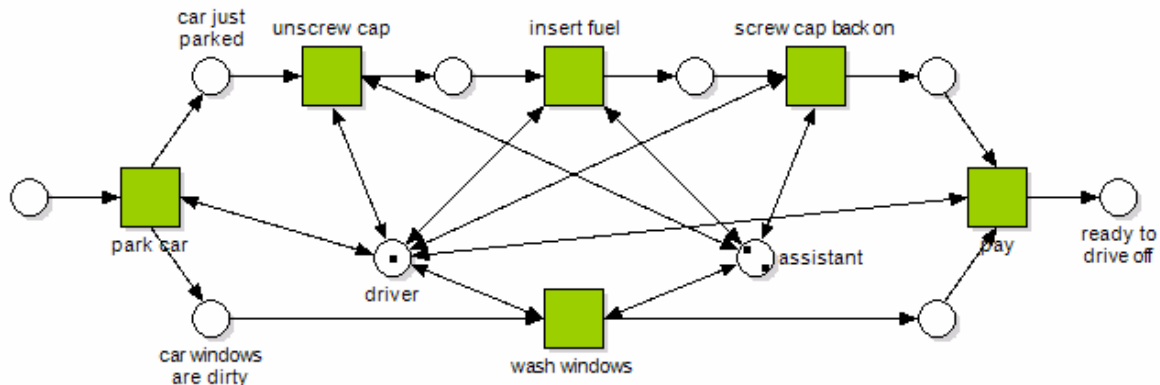 car just
parked
unscrew cap
insert fuel
screw cap back on
park car
driver
assistant
pay
ready to
drive off
car windows
are dirty
wash windows